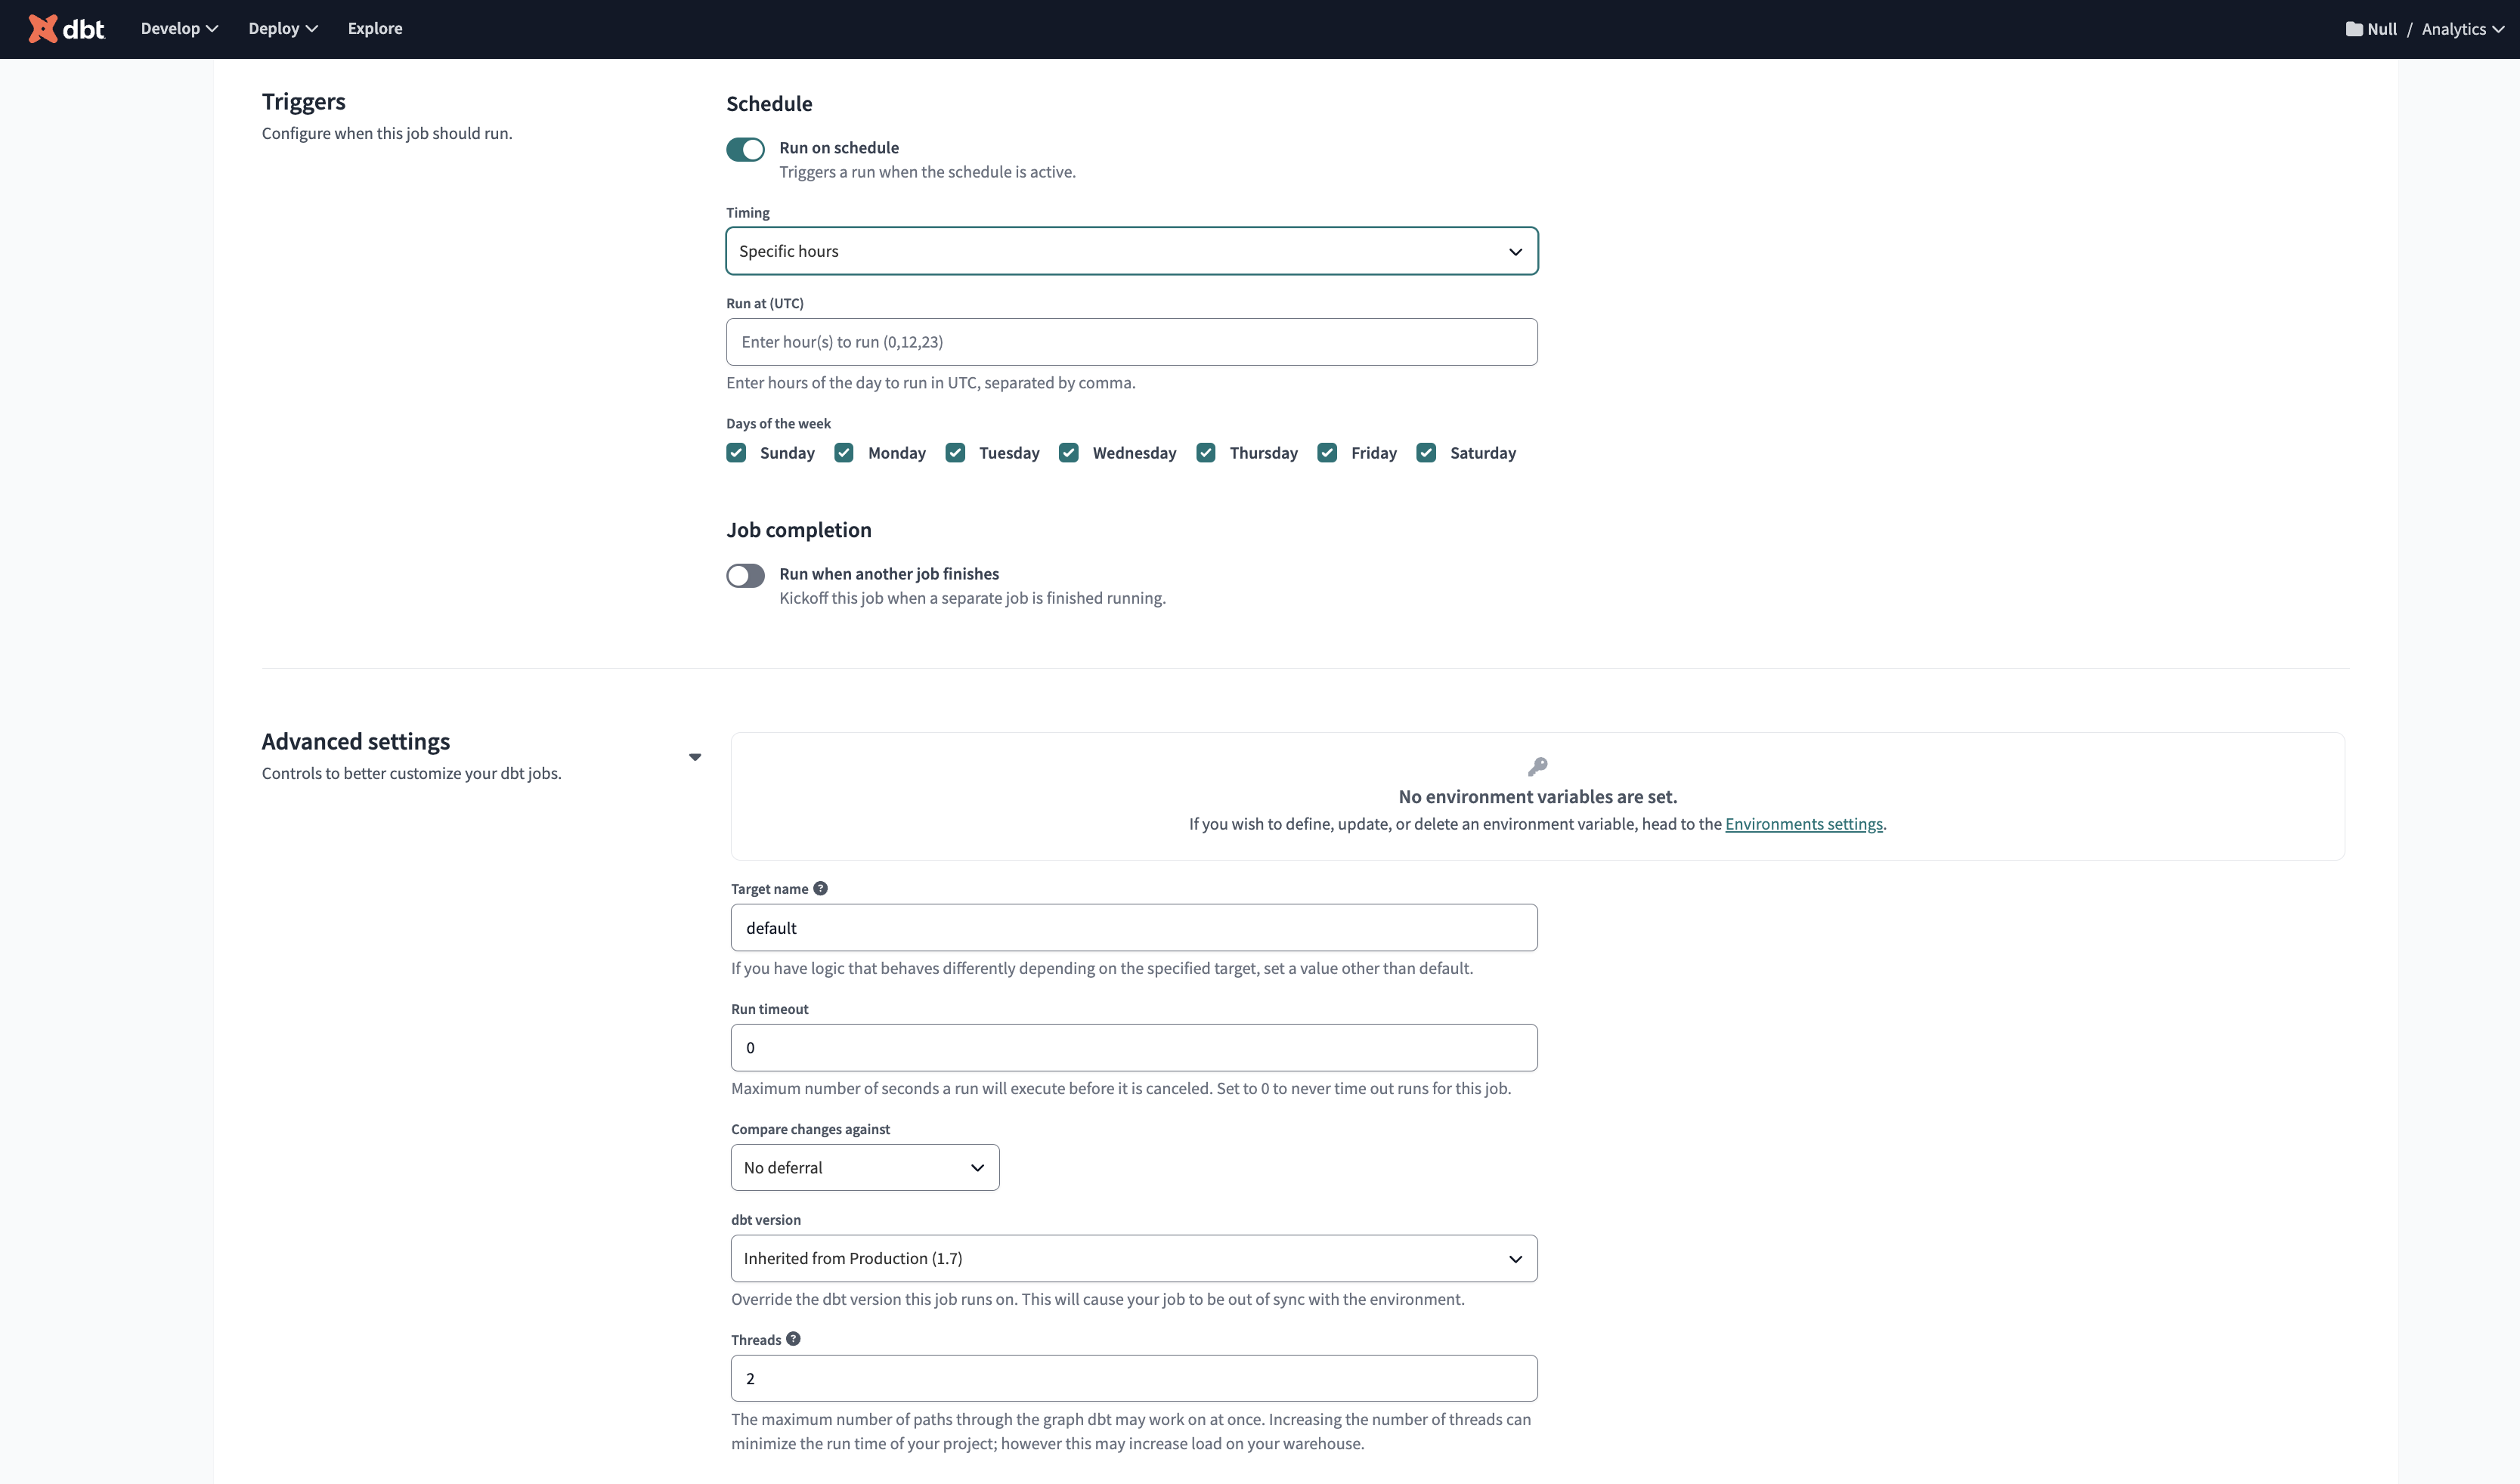 dbt Develop Deploy Explore Null / Analytics
Triggers
Configure when this job should run.
Schedule
Run on schedule
Triggers a run when the schedule is active.
Timing
Specific hours
Run at (UTC)
Enter hour(s) to run (0,12,23)
Enter hours of the day to run in UTC, separated by comma.
Days of the week
Sunday Monday Tuesday Wednesday Thursday Friday Saturday
Job completion
Run when another job finishes
Kickoff this job when a separate job is finished running.
Advanced settings
Controls to better customize your dbt jobs.
No environment variables are set.
If you wish to define, update, or delete an environment variable, head to the Environments settings.
Target name ?
default
If you have logic that behaves differently depending on the specified target, set a value other than default.
Run timeout
0
Maximum number of seconds a run will execute before it is canceled. Set to 0 to never time out runs for this job.
Compare changes against
No deferral
dbt version
Inherited from Production (1.7)
Override the dbt version this job runs on. This will cause your job to be out of sync with the environment.
Threads ?
2
The maximum number of paths through the graph dbt may work on at once. Increasing the number of threads can
minimize the run time of your project; however this may increase load on your warehouse.